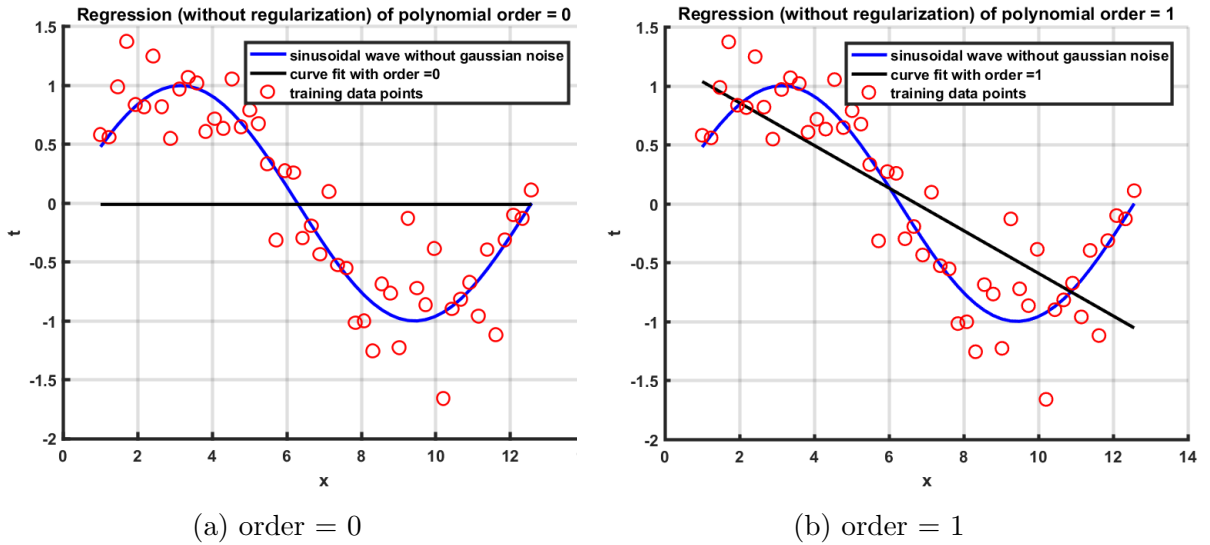 Regression (without regularization) of polynomial order = 0
sinusoidal wave without gaussian noise
curve fit with order =0
training data points
1.5
1
0.5
0
-0.5
-1
-1.5
-2
t
0 2 4 6 8 10 12
x
(a) order = 0
Regression (without regularization) of polynomial order = 1
sinusoidal wave without gaussian noise
curve fit with order =1
training data points
1.5
1
0.5
0
-0.5
-1
-1.5
-2
t
0 2 4 6 8 10 12 14
x
(b) order = 1